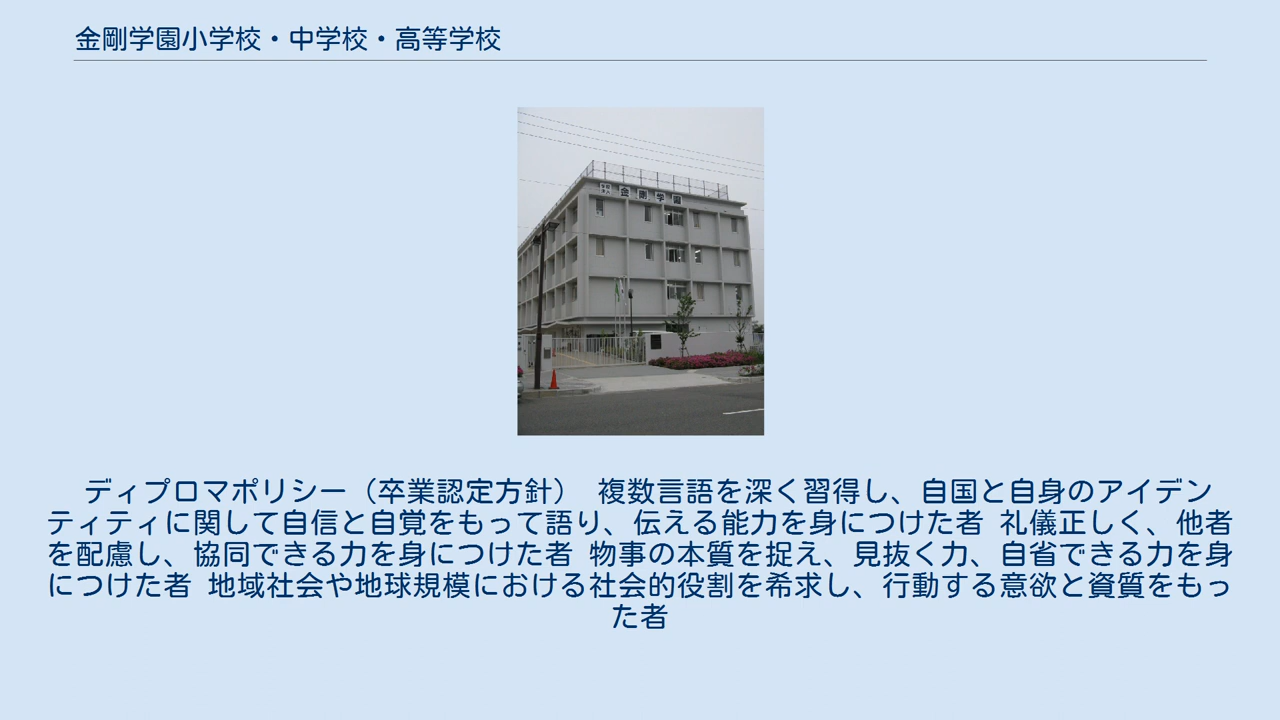 金剛学園小学校・中学校・高等学校
金剛学園
ディプロマポリシー（卒業認定方針） 複数言語を深く習得し、自国と自身のアイデン
ティティに関して自信と自覚をもって語り、伝える能力を身につけた者 礼儀正しく、他者
を配慮し、協同できる力を身につけた者 物事の本質を捉え、見抜く力、自省できる力を身
につけた者 地域社会や地球規模における社会的役割を希求し、行動する意欲と資質をもっ
た者